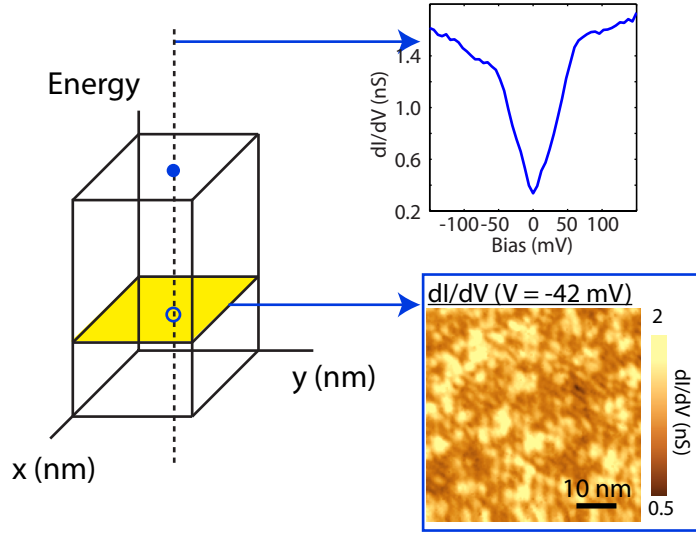 Energy
y (nm)
x (nm)
dI/dV (nS)
1.4
1.0
0.6
0.2
-100
-50
0
50
100
Bias (mV)
dI/dV (V = -42 mV)
2
dI/dV (nS)
0.5
10 nm